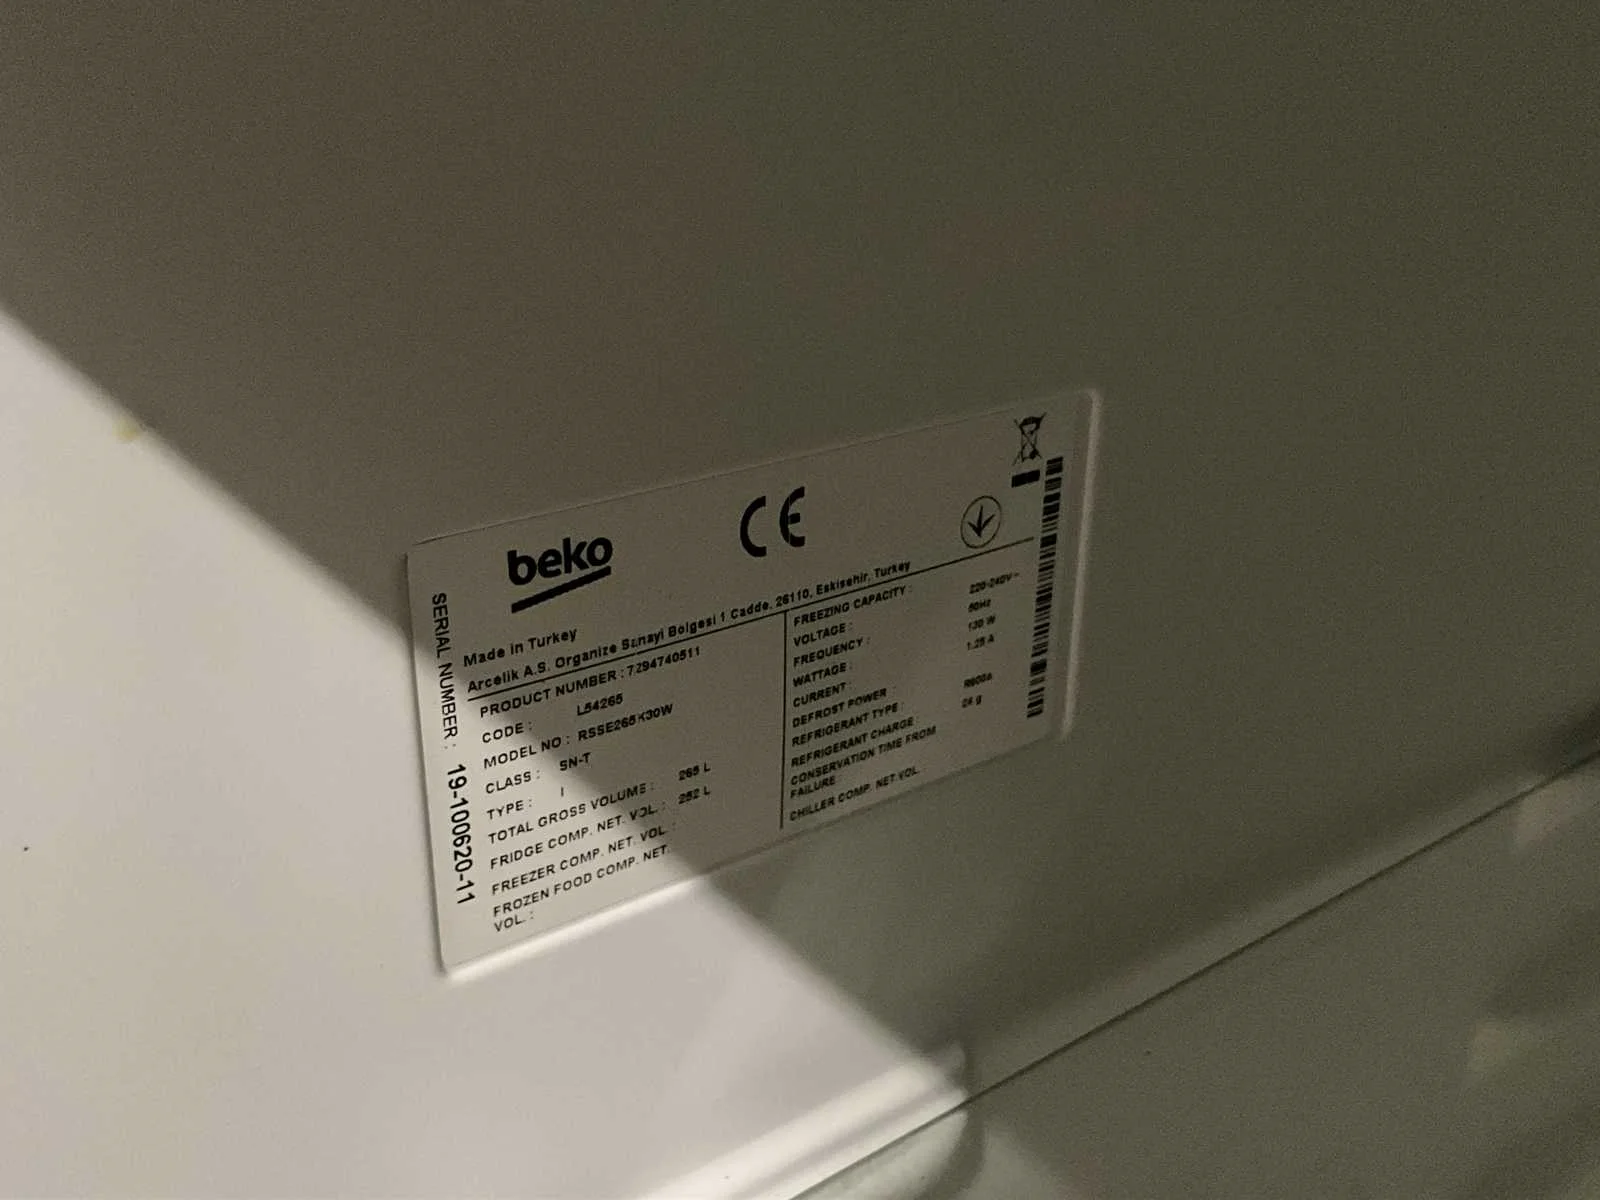 beko
CE
Made in Turkey
Arcelik A.S. Organize Sanayi Bolgesi 1 Cadde, 26110, Eskisehir, Turkey
SERIAL NUMBER : 19-100620-11
PRODUCT NUMBER : 7294740511
CODE : L54265
MODEL NO : RSSE265K30W
CLASS : SN-T
TYPE : I
TOTAL GROSS VOLUME : 265 L
FRIDGE COMP. NET. VOL. : 252 L
FREEZER COMP. NET. VOL. :
FROZEN FOOD COMP. NET.
VOL. :
FREEZING CAPACITY :
VOLTAGE : 220-240V~
FREQUENCY : 50Hz
WATTAGE : 130 W
CURRENT : 1.25 A
DEFROST POWER :
REFRIGERANT TYPE : R600A
REFRIGERANT CHARGE : g
CONSERVATION TIME FROM
FAILURE :
CHILLER COMP. NET.VOL.